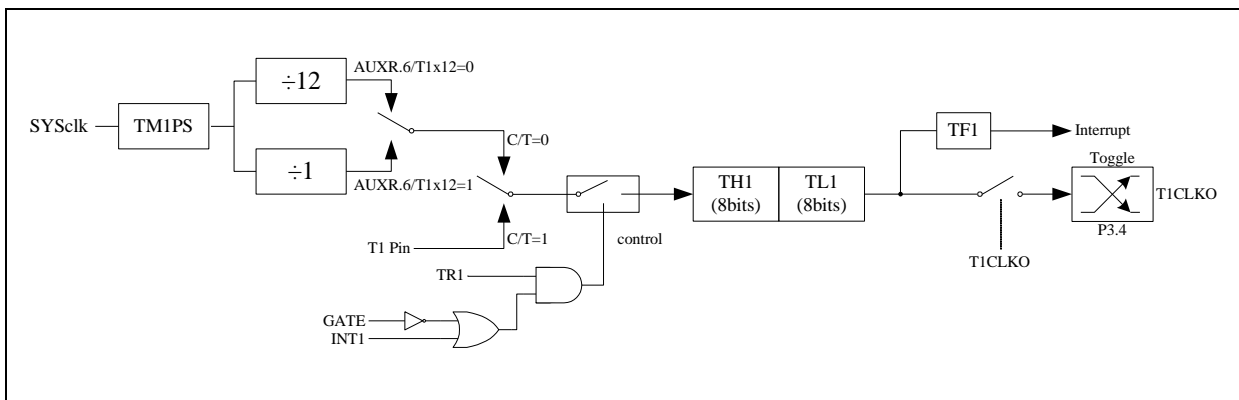 AUXR.6/T1x12=0
÷12
SYSclk
TM1PS
C/T=0
÷1
AUXR.6/T1x12=1
T1 Pin
C/T=1
control
TR1
GATE
INT1
TH1
(8bits)
TL1
(8bits)
TF1
Interrupt
Toggle
T1CLKO
P3.4
T1CLKO